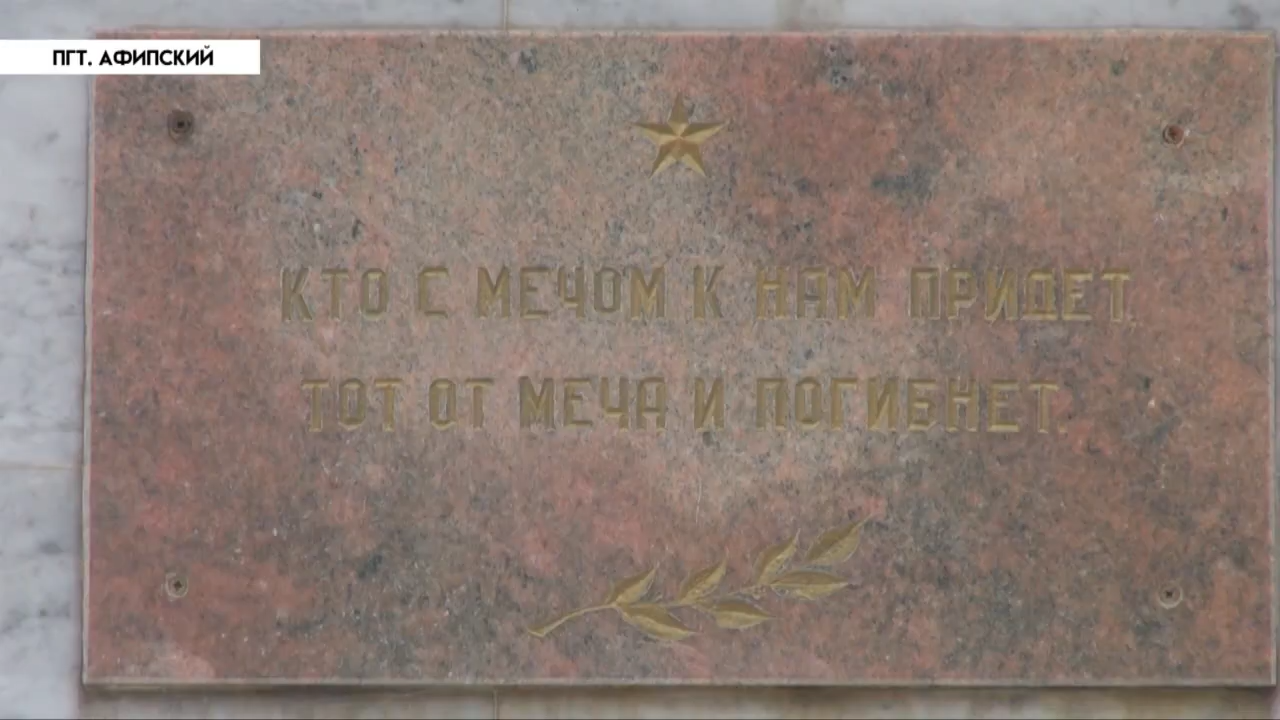 ПГТ. АФИПСКИЙ
КТО С МЕЧОМ К НАМ ПРИДЕТ,
ТОТ ОТ МЕЧА И ПОГИБНЕТ.